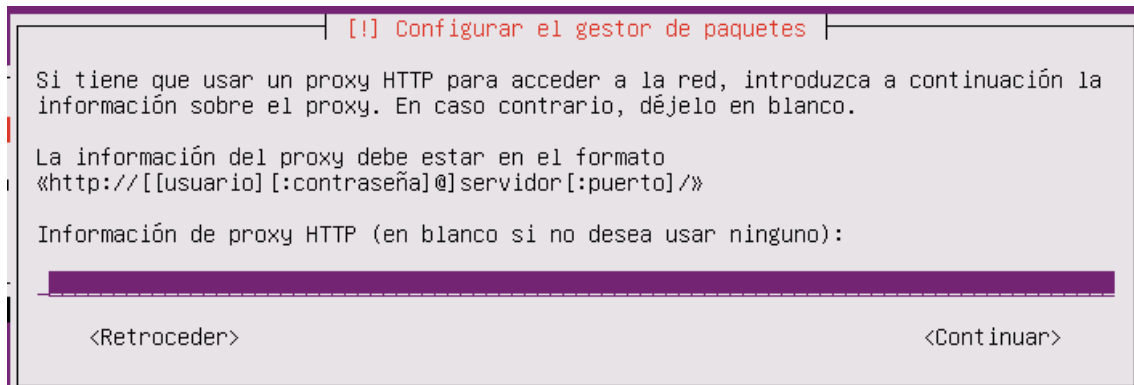 [!] Configurar el gestor de paquetes
Si tiene que usar un proxy HTTP para acceder a la red, introduzca a continuación la
información sobre el proxy. En caso contrario, déjelo en blanco.
La información del proxy debe estar en el formato
«http://[[usuario][:contraseña]@]servidor[:puerto]/»
Información de proxy HTTP (en blanco si no desea usar ninguno):
<Retroceder> <Continuar>